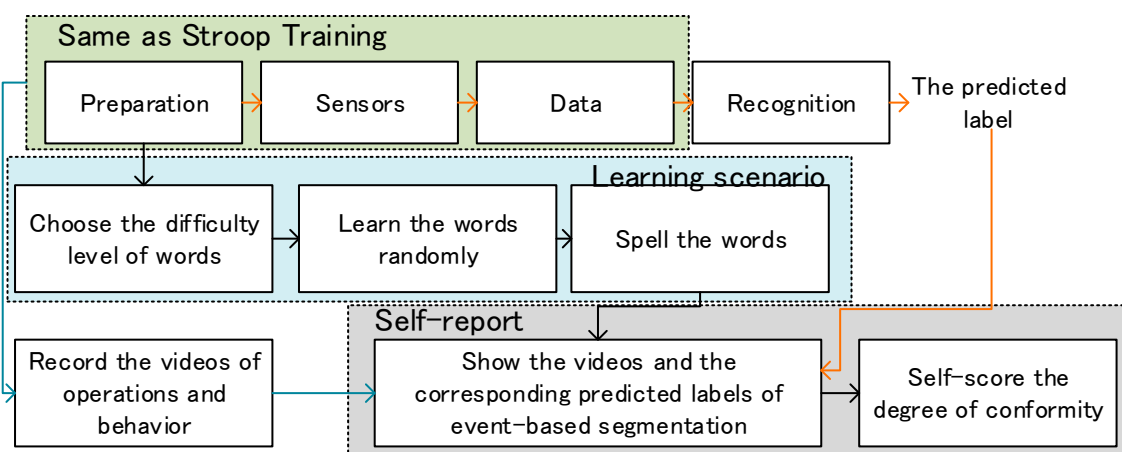 Same as Stroop Training
Preparation
Sensors
Data
Recognition
The predicted
label
Learning scenario
Choose the difficulty
level of words
Learn the words
randomly
Spell the words
Self-report
Record the videos of
operations and
behavior
Show the videos and the
corresponding predicted labels of
event-based segmentation
Self-score the
degree of conformity